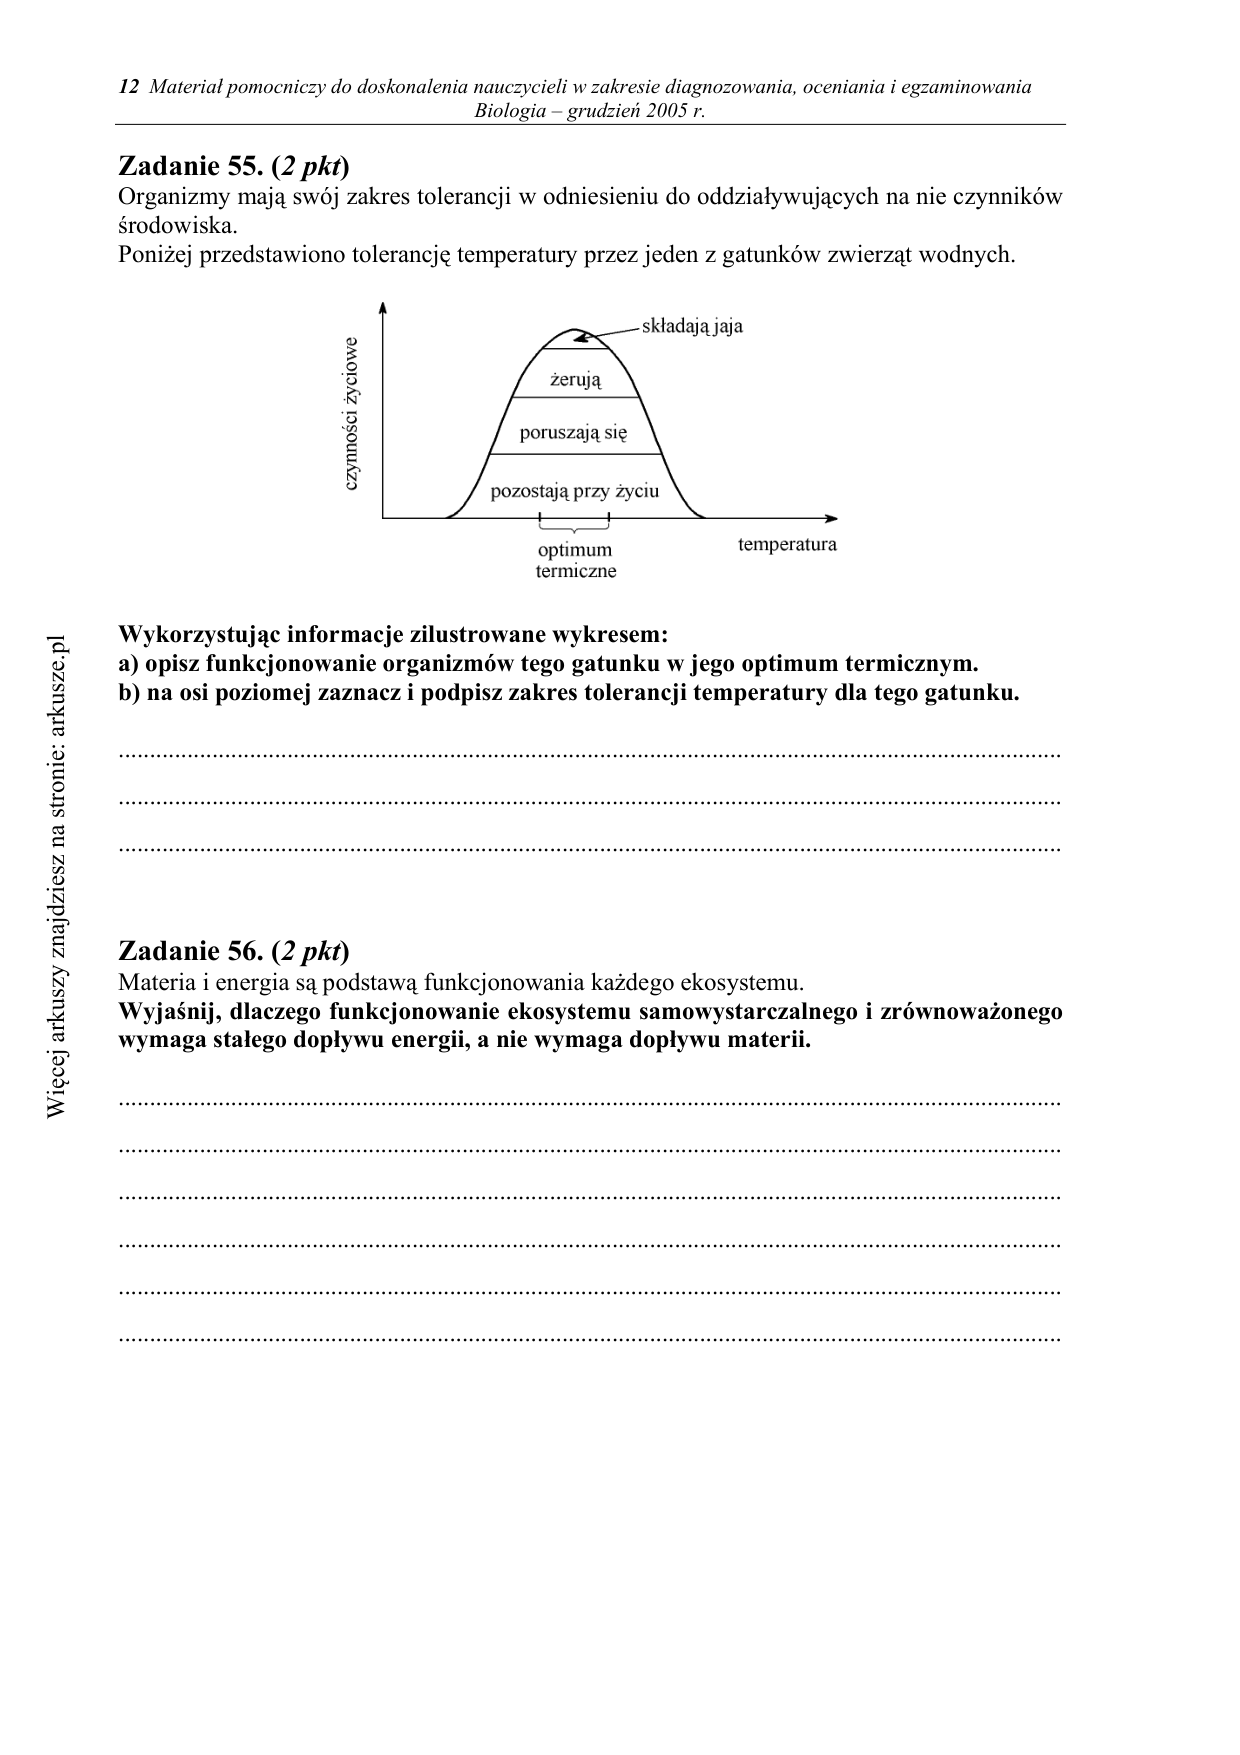 12 Materiał pomocniczy do doskonalenia nauczycieli w zakresie diagnozowania, oceniania i egzaminowania
Biologia – grudzień 2005 r.
Zadanie 55. (2 pkt)
Organizmy mają swój zakres tolerancji w odniesieniu do oddziaływujących na nie czynników
środowiska.
Poniżej przedstawiono tolerancję temperatury przez jeden z gatunków zwierząt wodnych.
składają jaja
żerują
poruszają się
pozostają przy życiu
czynności życiowe
optimum
termiczne
temperatura
Wykorzystując informacje zilustrowane wykresem:
a) opisz funkcjonowanie organizmów tego gatunku w jego optimum termicznym.
b) na osi poziomej zaznacz i podpisz zakres tolerancji temperatury dla tego gatunku.
Zadanie 56. (2 pkt)
Materia i energia są podstawą funkcjonowania każdego ekosystemu.
Wyjaśnij, dlaczego funkcjonowanie ekosystemu samowystarczalnego i zrównoważonego
wymaga stałego dopływu energii, a nie wymaga dopływu materii.
Więcej arkuszy znajdziesz na stronie: arkusze.pl